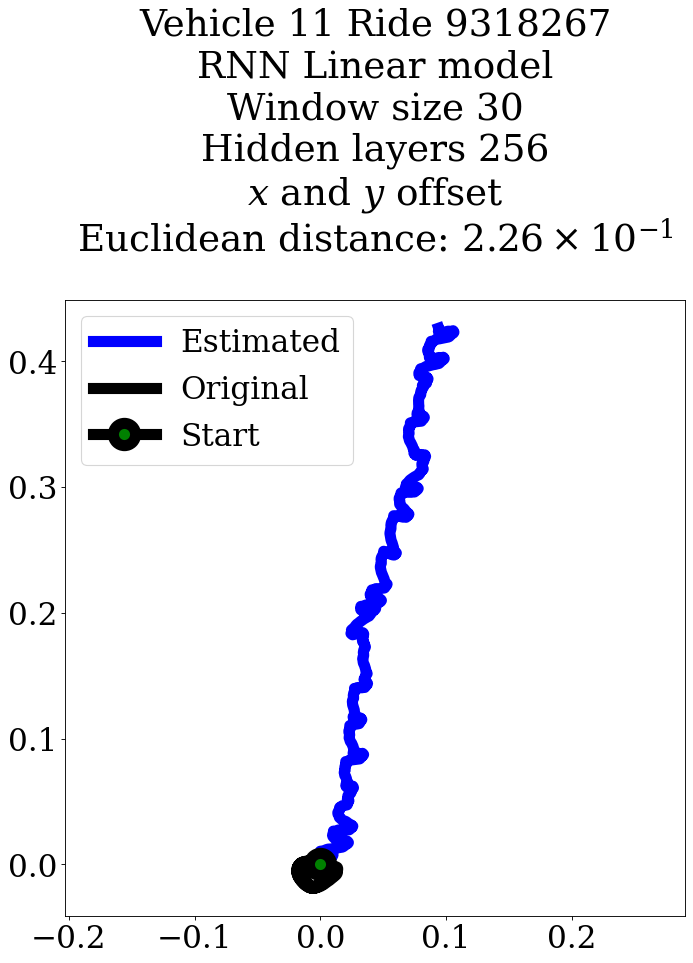 Vehicle 11 Ride 9318267
RNN Linear model
Window size 30
Hidden layers 256
x and y offset
Euclidean distance: 2.26 × 10⁻¹
Estimated
Original
Start
0.4
0.3
0.2
0.1
0.0
−0.2 −0.1 0.0 0.1 0.2